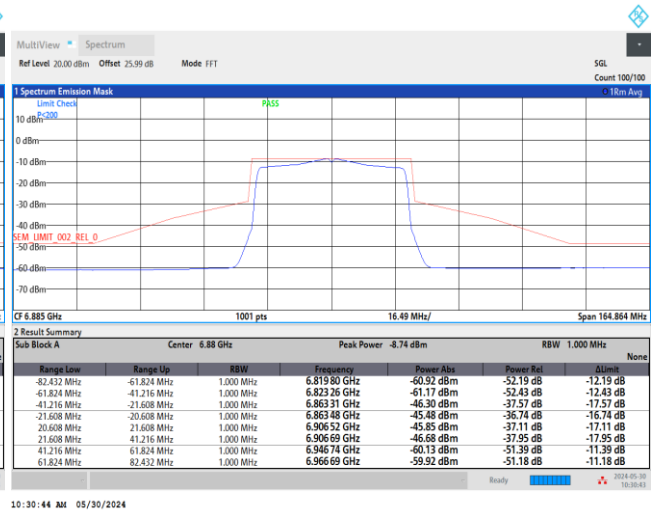 MultiView Spectrum
Ref Level 20.00 dBm Offset 25.99 dB Mode FFT SGL
Count 100/100
1 Spectrum Emission Mask 1Rm Avg
Limit Check PASS
P<200
10 dBm
0 dBm
-10 dBm
-20 dBm
-30 dBm
-40 dBm
SEM_LIMIT_002_REL_0
-50 dBm
-60 dBm
-70 dBm
CF 6.885 GHz 1001 pts 16.49 MHz/ Span 164.864 MHz
2 Result Summary
Sub Block A Center 6.88 GHz Peak Power -8.74 dBm RBW 1.000 MHz
None
Range Low Range Up RBW Frequency Power Abs Power Rel ΔLimit
-82.432 MHz -61.824 MHz 1.000 MHz 6.819 80 GHz -60.92 dBm -52.19 dB -12.19 dB
-61.824 MHz -41.216 MHz 1.000 MHz 6.823 26 GHz -61.17 dBm -52.43 dB -12.43 dB
-41.216 MHz -21.608 MHz 1.000 MHz 6.863 31 GHz -46.30 dBm -37.57 dB -17.57 dB
-21.608 MHz -20.608 MHz 1.000 MHz 6.863 48 GHz -45.48 dBm -36.74 dB -16.74 dB
20.608 MHz 21.608 MHz 1.000 MHz 6.906 52 GHz -45.85 dBm -37.11 dB -17.11 dB
21.608 MHz 41.216 MHz 1.000 MHz 6.906 69 GHz -46.68 dBm -37.95 dB -17.95 dB
41.216 MHz 61.824 MHz 1.000 MHz 6.946 74 GHz -60.13 dBm -51.39 dB -11.39 dB
61.824 MHz 82.432 MHz 1.000 MHz 6.966 69 GHz -59.92 dBm -51.18 dB -11.18 dB
Ready 2024-05-30
10:30:43
10:30:44 AM 05/30/2024